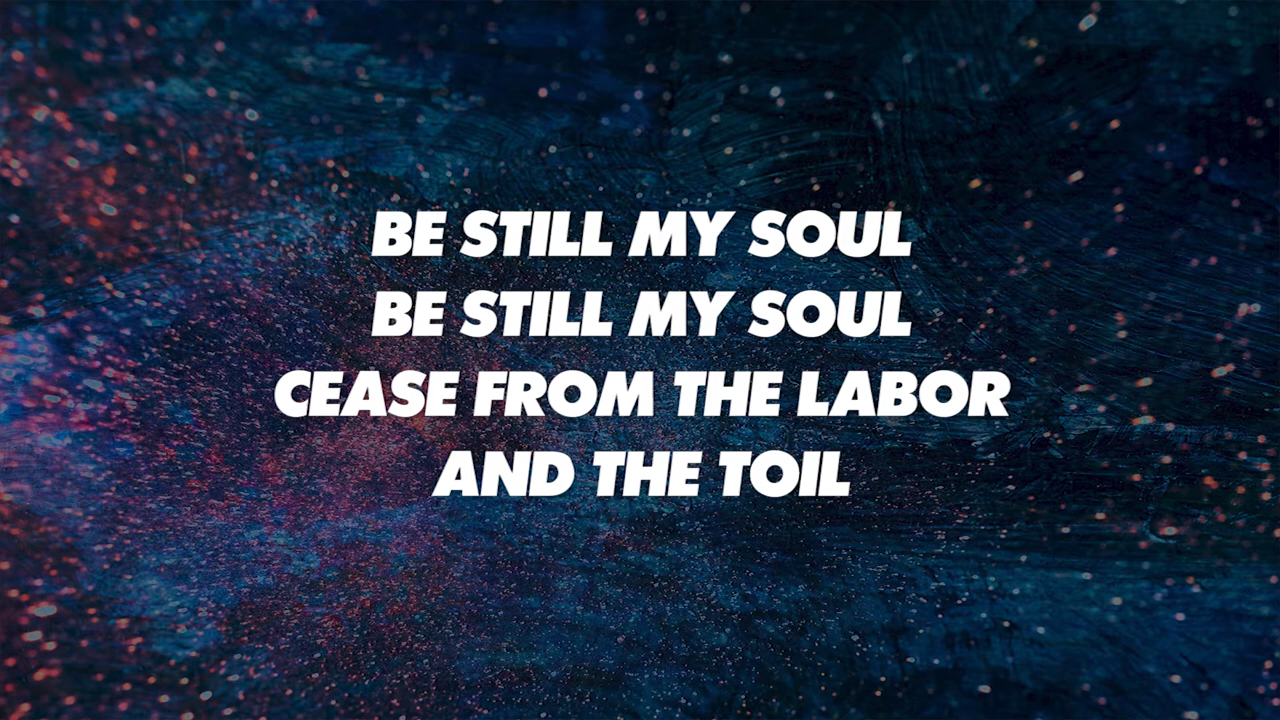 BE STILL MY SOUL
BE STILL MY SOUL
CEASE FROM THE LABOR
AND THE TOIL